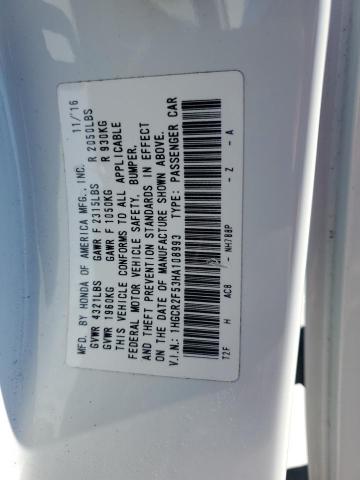 MFD. BY HONDA OF AMERICA MFG., INC. 11/16
GVWR 4321LBS GAWR F 2315LBS R 2050LBS
GVWR 1960KG GAWR F 1050KG R 930KG
THIS VEHICLE CONFORMS TO ALL APPLICABLE
FEDERAL MOTOR VEHICLE SAFETY, BUMPER,
AND THEFT PREVENTION STANDARDS IN EFFECT
ON THE DATE OF MANUFACTURE SHOWN ABOVE.
V.I.N.: 1HGCR2F53HA108993 TYPE: PASSENGER CAR
T2F H AC8 - NH788P - Z - A